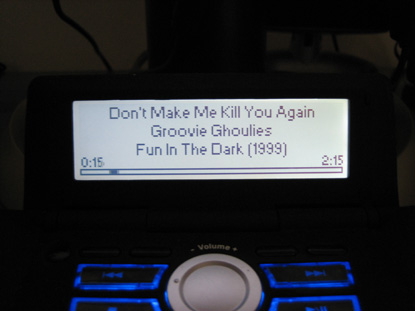 Don't Make Me Kill You Again
Groovie Ghoulies
Fun In The Dark (1999)
0:15 2:15
- Volume +